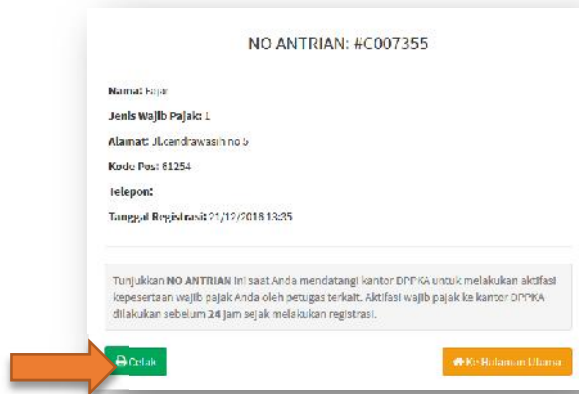 NO ANTRIAN: #C007355
Nama: Fajar
Jenis Wajib Pajak: 1
Alamat: Jl.cendrawasih no 5
Kode Pos: 61254
Telepon:
Tanggal Registrasi: 21/12/2016 13:35
Tunjukkan NO ANTRIAN ini saat Anda mendatangi kantor DPPKA untuk melakukan aktifasi
kepesertaan wajib pajak Anda oleh petugas terkait. Aktifasi wajib pajak ke kantor DPPKA
dilakukan sebelum 24 jam sejak melakukan registrasi.
Cetak
Ke Halaman Utama